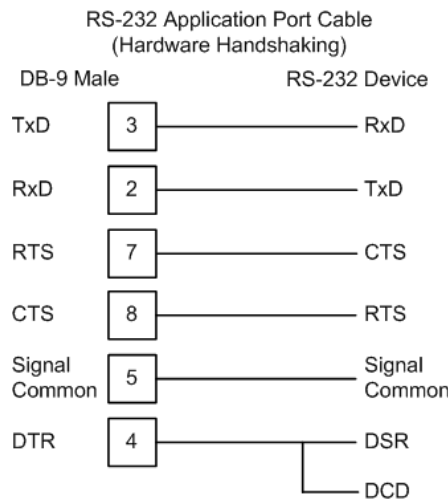 RS-232 Application Port Cable
(Hardware Handshaking)
DB-9 Male RS-232 Device
TxD 3 RxD
RxD 2 TxD
RTS 7 CTS
CTS 8 RTS
Signal Common 5 Signal Common
DTR 4 DSR
DCD